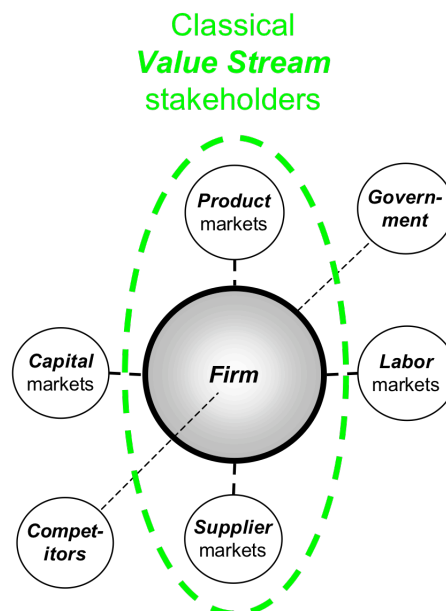 Classical
Value Stream
stakeholders
Product
markets
Govern-
ment
Capital
markets
Firm
Labor
markets
Compet-
itors
Supplier
markets